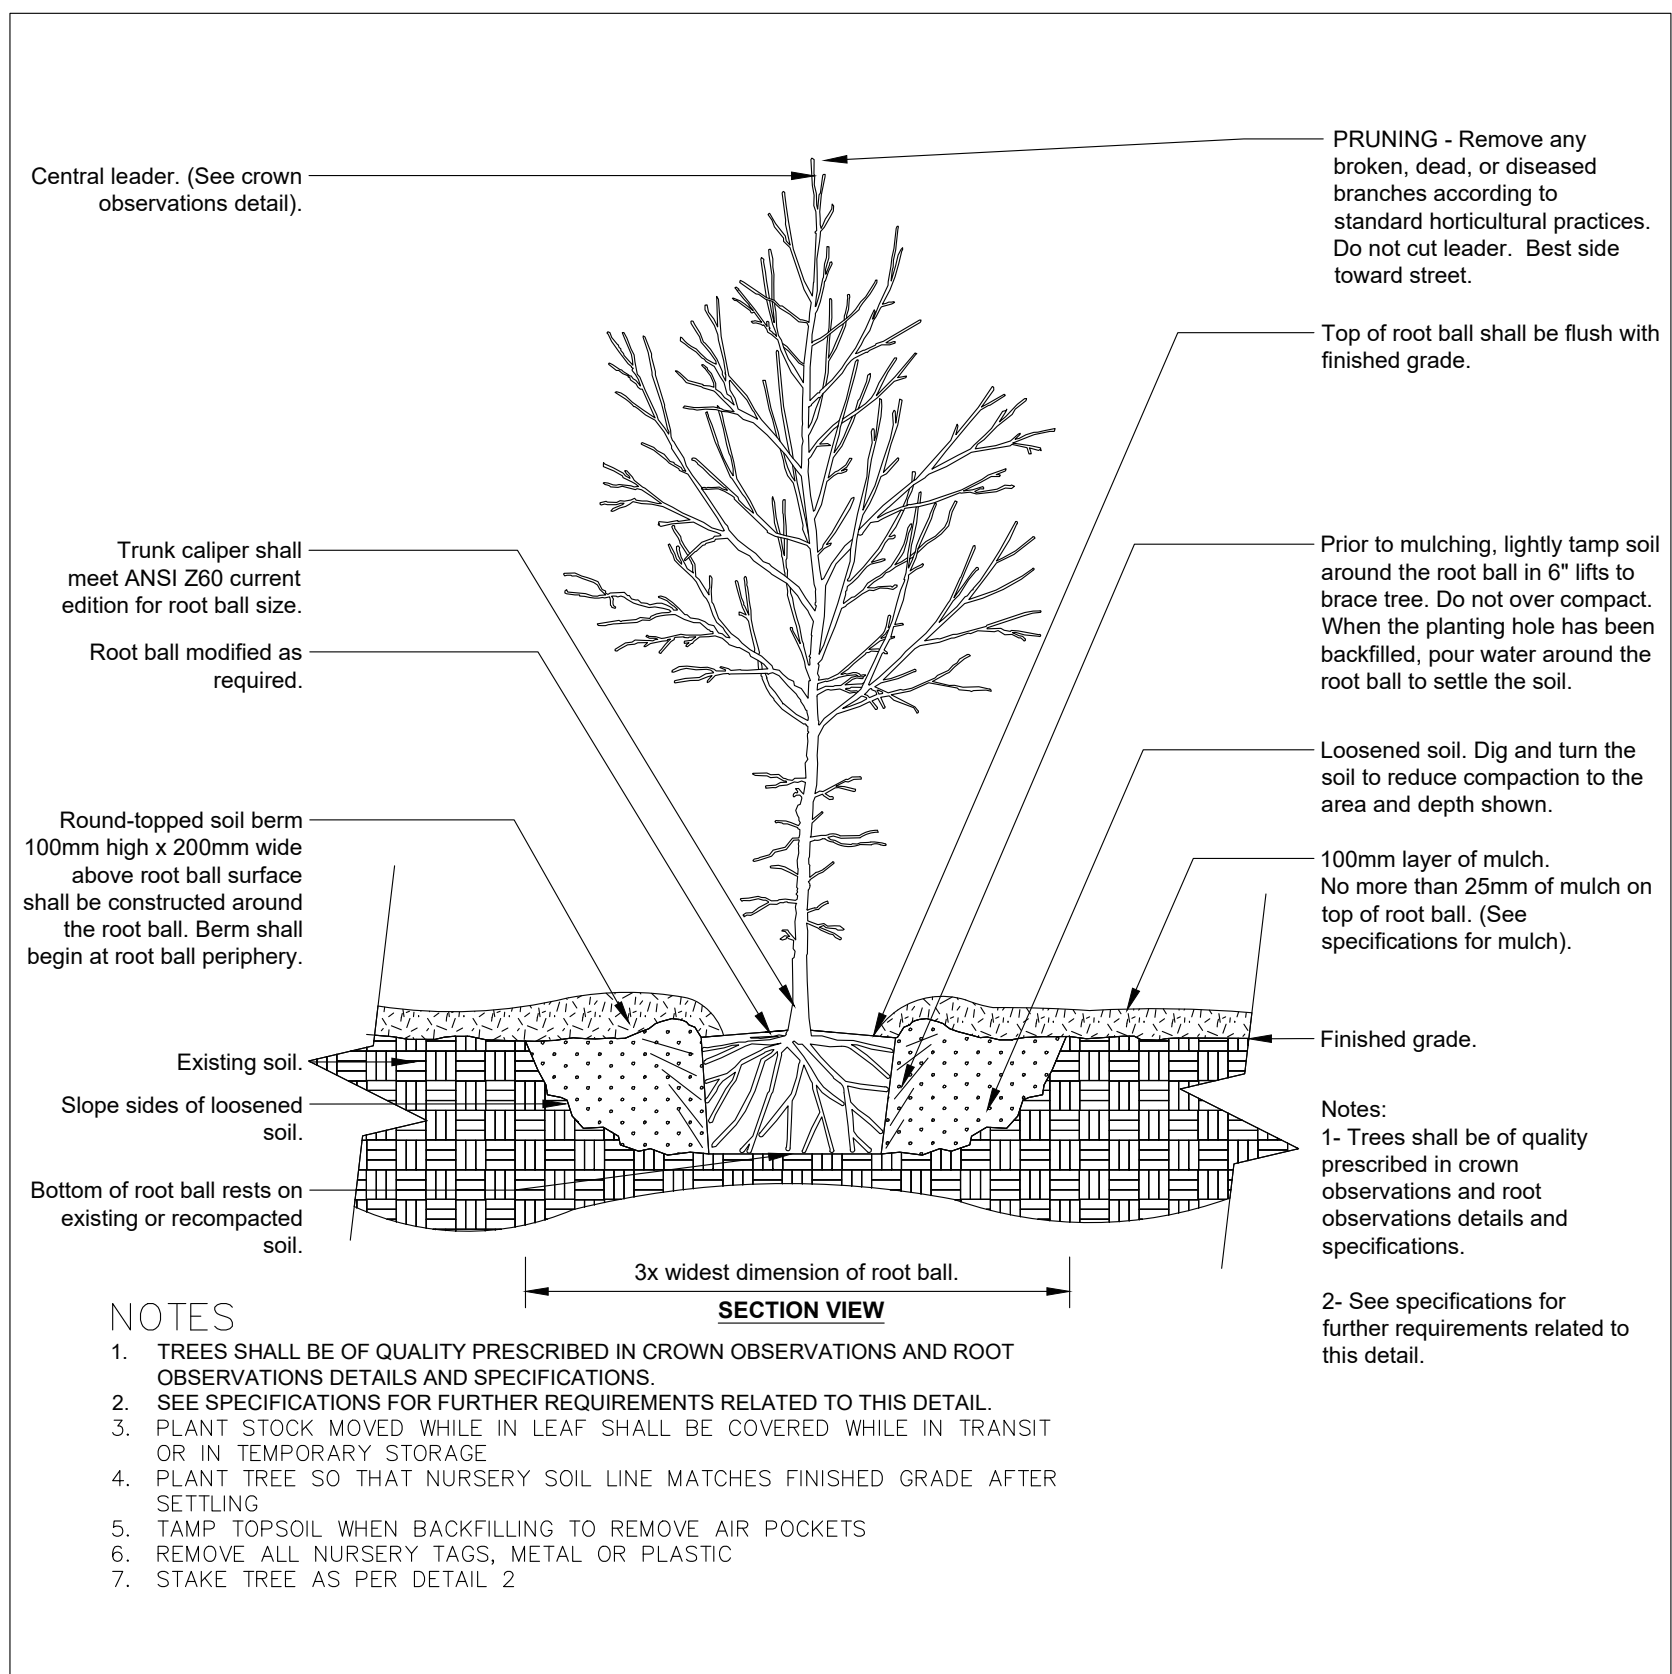 Central leader. (See crown
observations detail).
Trunk caliper shall
meet ANSI Z60 current
edition for root ball size.
Root ball modified as
required.
Round-topped soil berm
100mm high x 200mm wide
above root ball surface
shall be constructed around
the root ball. Berm shall
begin at root ball periphery.
Existing soil.
Slope sides of loosened
soil.
Bottom of root ball rests on
existing or recompacted
soil.
PRUNING - Remove any
broken, dead, or diseased
branches according to
standard horticultural practices.
Do not cut leader.  Best side
toward street.
Top of root ball shall be flush with
finished grade.
Prior to mulching, lightly tamp soil
around the root ball in 6" lifts to
brace tree. Do not over compact.
When the planting hole has been
backfilled, pour water around the
root ball to settle the soil.
Loosened soil. Dig and turn the
soil to reduce compaction to the
area and depth shown.
100mm layer of mulch.
No more than 25mm of mulch on
top of root ball. (See
specifications for mulch).
Finished grade.
Notes:
1- Trees shall be of quality
prescribed in crown
observations and root
observations details and
specifications.
2- See specifications for
further requirements related to
this detail.
3x widest dimension of root ball.
SECTION VIEW
NOTES
1. TREES SHALL BE OF QUALITY PRESCRIBED IN CROWN OBSERVATIONS AND ROOT
OBSERVATIONS DETAILS AND SPECIFICATIONS.
2. SEE SPECIFICATIONS FOR FURTHER REQUIREMENTS RELATED TO THIS DETAIL.
3. PLANT STOCK MOVED WHILE IN LEAF SHALL BE COVERED WHILE IN TRANSIT
OR IN TEMPORARY STORAGE
4. PLANT TREE SO THAT NURSERY SOIL LINE MATCHES FINISHED GRADE AFTER
SETTLING
5. TAMP TOPSOIL WHEN BACKFILLING TO REMOVE AIR POCKETS
6. REMOVE ALL NURSERY TAGS, METAL OR PLASTIC
7. STAKE TREE AS PER DETAIL 2